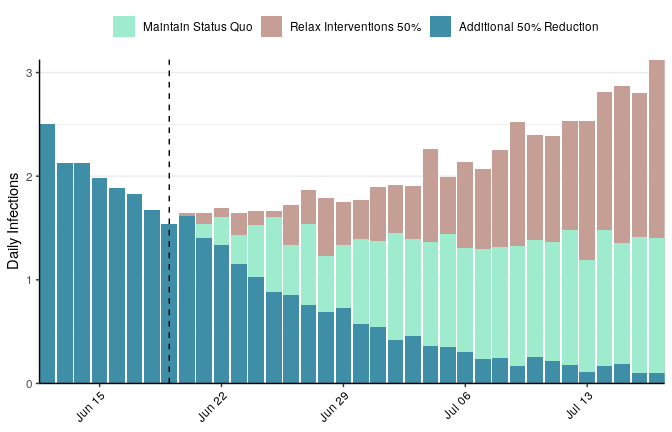 Maintain Status Quo Relax Interventions 50% Additional 50% Reduction
Daily Infections
3
2
1
0
Jun 15 Jun 22 Jun 29 Jul 06 Jul 13